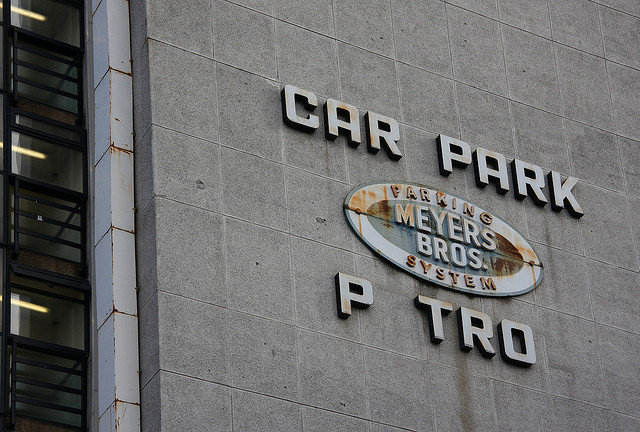 CAR PARK
PARKING
MEYERS
BROS.
SYSTEM
P TRO